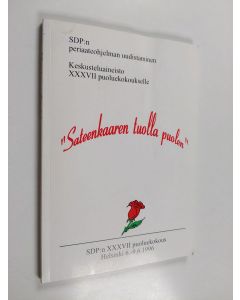 SDP:n
periaateohjelman uudistaminen
Keskusteluaineisto
XXXVII puoluekokoukselle
"Sateenkaaren tuolla puolen"
SDP:n XXXVII puoluekokous
Helsinki 6.-9.6.1996